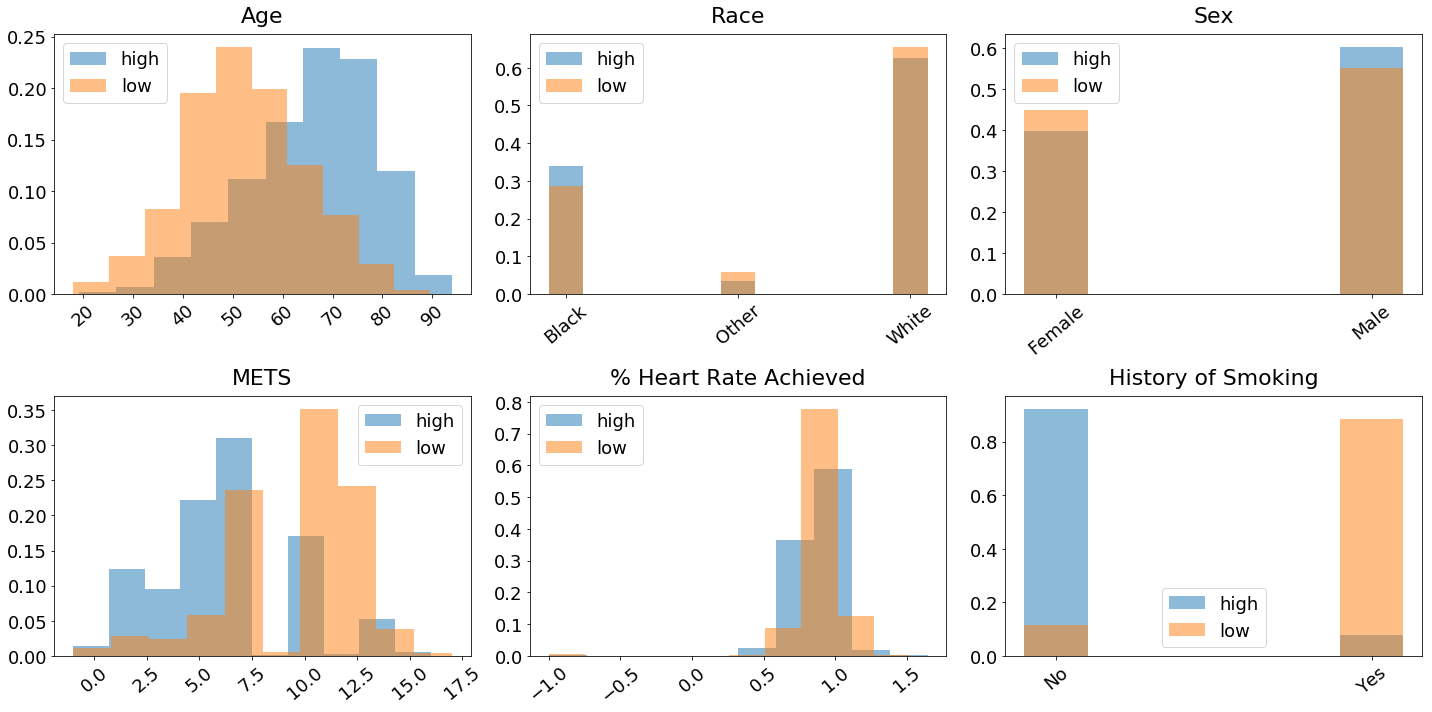 Age
0.25
0.20
0.15
0.10
0.05
0.00
high
low
20 30 40 50 60 70 80 90
Race
0.6
0.5
0.4
0.3
0.2
0.1
0.0
high
low
Black Other White
Sex
0.6
0.5
0.4
0.3
0.2
0.1
0.0
high
low
Female Male
METS
0.35
0.30
0.25
0.20
0.15
0.10
0.05
0.00
high
low
0.0 2.5 5.0 7.5 10.0 12.5 15.0 17.5
% Heart Rate Achieved
0.8
0.7
0.6
0.5
0.4
0.3
0.2
0.1
0.0
high
low
−1.0 −0.5 0.0 0.5 1.0 1.5
History of Smoking
0.8
0.6
0.4
0.2
0.0
high
low
No Yes